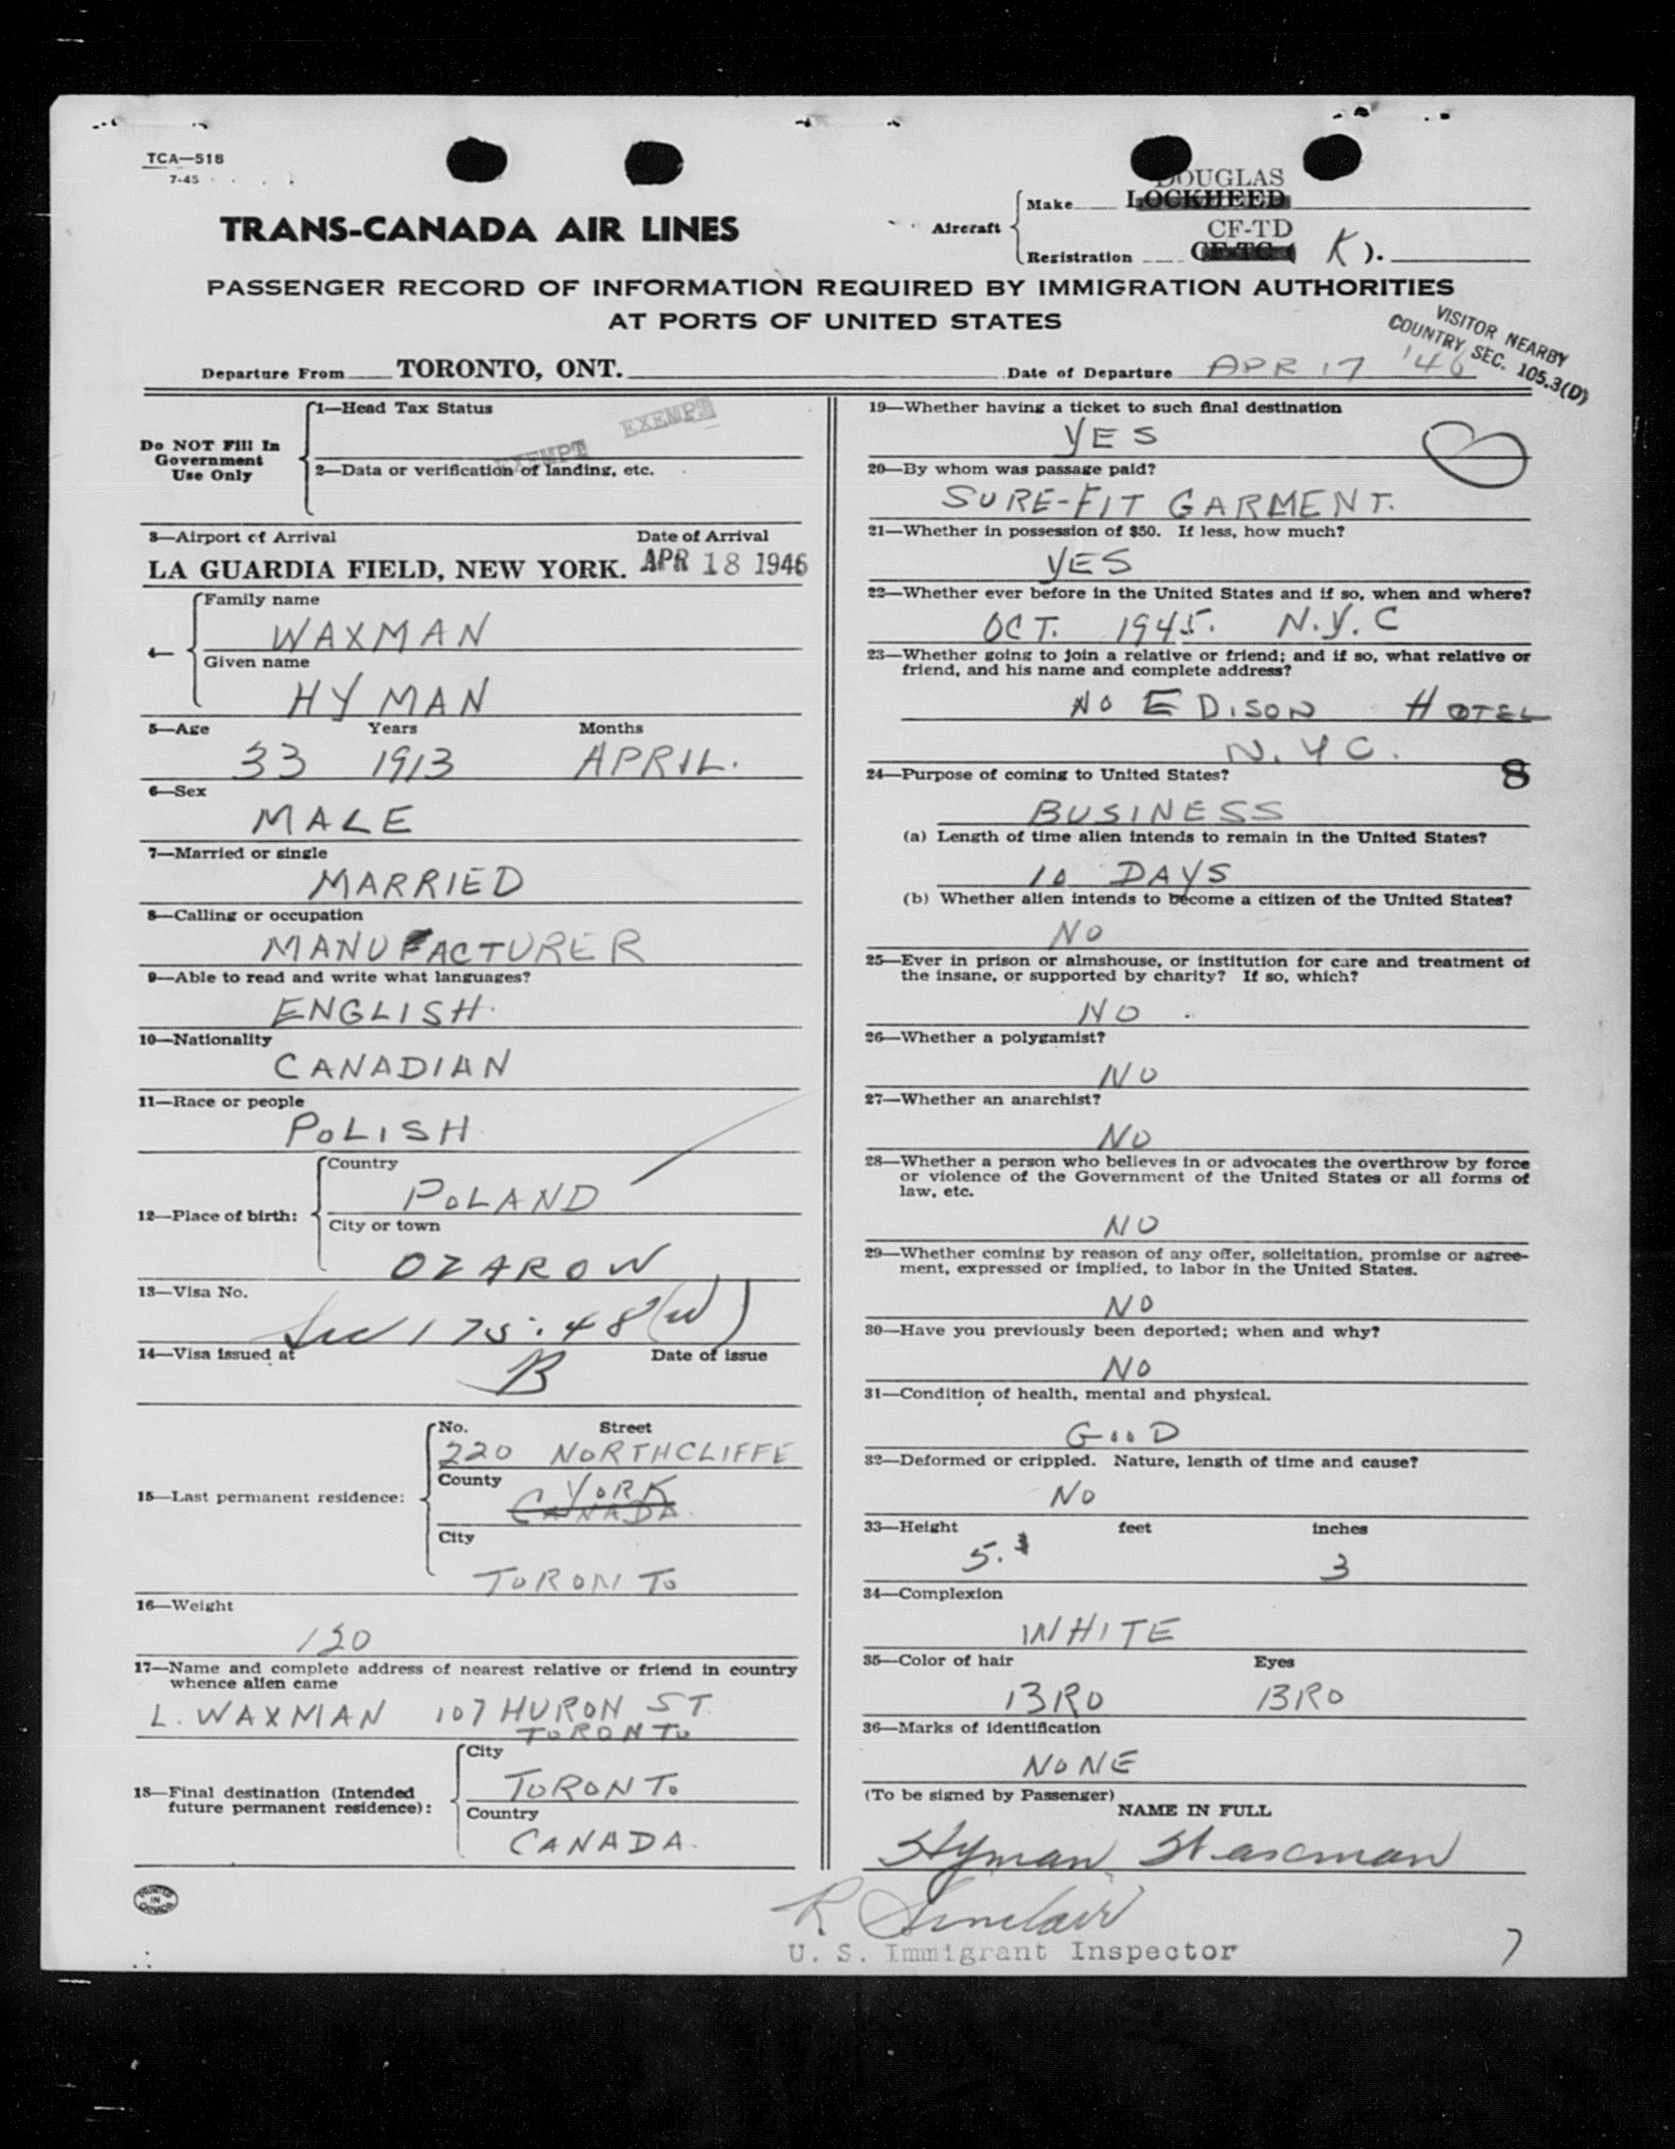 TCA—518
7-45
DOUGLAS
Make LOCKHEED
TRANS-CANADA AIR LINES
Aircraft
CF-TD
Registration CF-TC ( K ).
PASSENGER RECORD OF INFORMATION REQUIRED BY IMMIGRATION AUTHORITIES
AT PORTS OF UNITED STATES
VISITOR NEARBY
COUNTRY SEC. 105.3(D)
Departure From TORONTO, ONT.
Date of Departure APR 17 '46
Do NOT Fill In
Government
Use Only
1—Head Tax Status
EXEMPT
EXEMPT
2—Data or verification of landing, etc.
3—Airport of Arrival Date of Arrival
LA GUARDIA FIELD, NEW YORK. APR 18 1946
4—
Family name
WAXMAN
Given name
HYMAN
5—Age Years Months
33 1913 APRIL.
6—Sex
MALE
7—Married or single
MARRIED
8—Calling or occupation
MANUFACTURER
9—Able to read and write what languages?
ENGLISH.
10—Nationality
CANADIAN
11—Race or people
POLISH
12—Place of birth:
Country
POLAND
City or town
OZAROW
13—Visa No.
Sec 175.48(w)
14—Visa issued at Date of issue
B
15—Last permanent residence:
No. Street
220 NORTHCLIFFE
County
YORK
CANADA.
City
TORONTO
16—Weight
120
17—Name and complete address of nearest relative or friend in country
whence alien came
L. WAXMAN 107 HURON ST.
TORONTO
18—Final destination (Intended
future permanent residence):
City
TORONTO
Country
CANADA.
PRINTED
IN
CANADA
19—Whether having a ticket to such final destination
YES
20—By whom was passage paid?
SURE-FIT GARMENT.
21—Whether in possession of $50. If less, how much?
YES
22—Whether ever before in the United States and if so, when and where?
OCT. 1945. N.Y.C
23—Whether going to join a relative or friend; and if so, what relative or
friend, and his name and complete address?
NO EDISON HOTEL
N.Y C.
24—Purpose of coming to United States?
8
BUSINESS
(a) Length of time alien intends to remain in the United States?
10 DAYS
(b) Whether alien intends to become a citizen of the United States?
NO
25—Ever in prison or almshouse, or institution for care and treatment of
the insane, or supported by charity? If so, which?
NO.
26—Whether a polygamist?
NO
27—Whether an anarchist?
NO
28—Whether a person who believes in or advocates the overthrow by force
or violence of the Government of the United States or all forms of
law, etc.
NO
29—Whether coming by reason of any offer, solicitation, promise or agree-
ment, expressed or implied, to labor in the United States.
NO
30—Have you previously been deported; when and why?
NO
31—Condition of health, mental and physical.
GOOD
32—Deformed or crippled. Nature, length of time and cause?
NO
33—Height feet inches
5. 3
34—Complexion
WHITE
35—Color of hair Eyes
BRO BRO
36—Marks of identification
NONE
(To be signed by Passenger)
NAME IN FULL
Hyman Waxman
R Sinclair
U. S. Immigrant Inspector
7